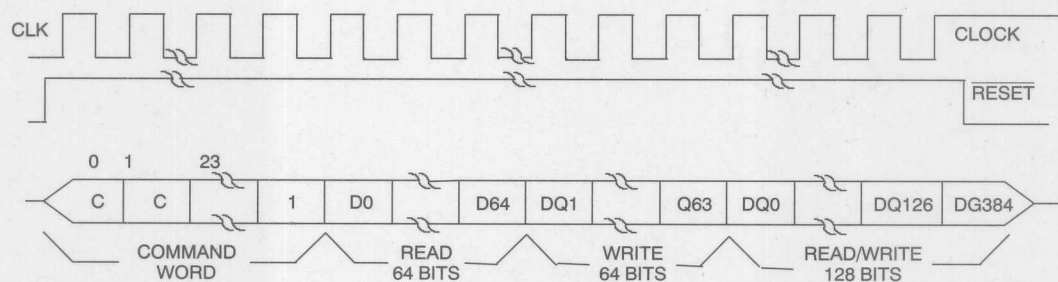 CLK
CLOCK
RESET
0 1 23
C C 1 D0 D64 DQ1 Q63 DQ0 DQ126 DG384
COMMAND WORD
READ 64 BITS
WRITE 64 BITS
READ/WRITE 128 BITS